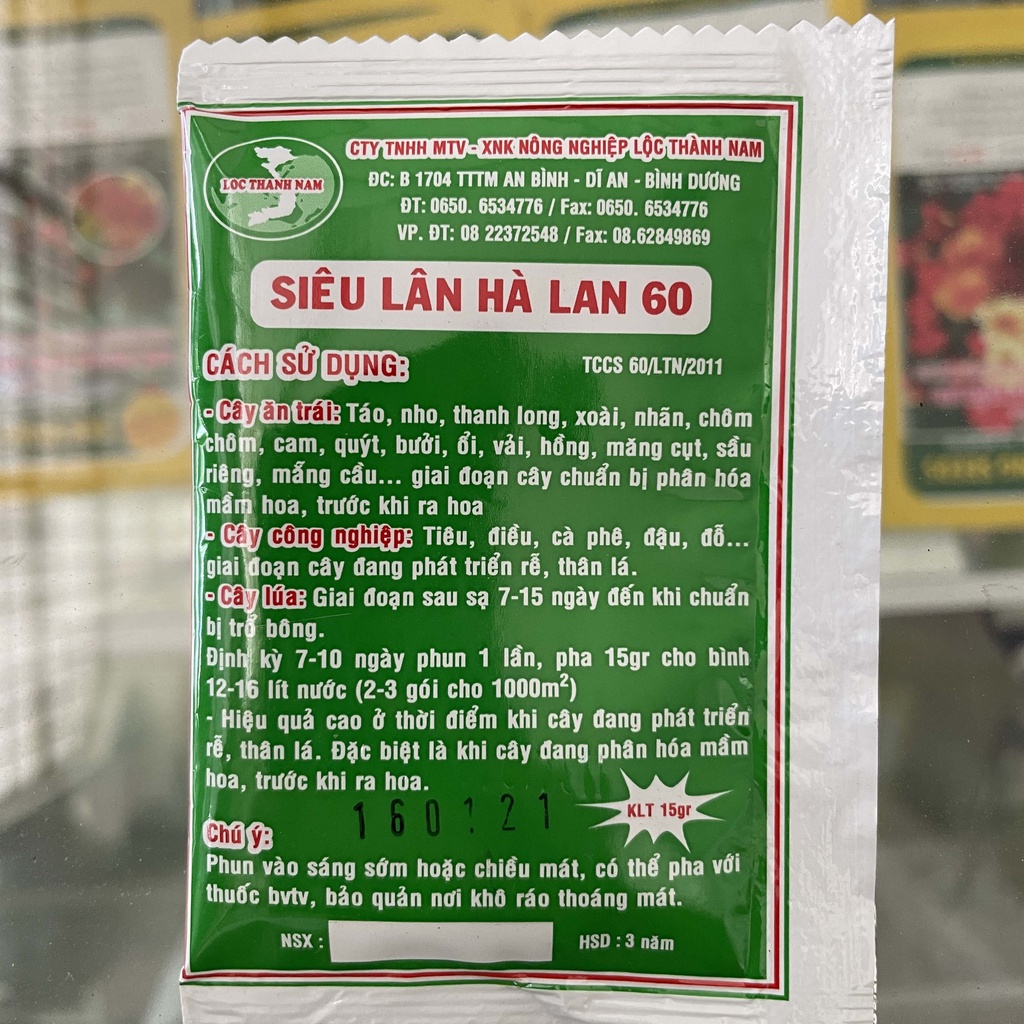 LOC THANH NAM
CTY TNHH MTV - XNK NÔNG NGHIỆP LỘC THÀNH NAM
ĐC: B 1704 TTTM AN BÌNH - DĨ AN - BÌNH DƯƠNG
ĐT: 0650. 6534776 / Fax: 0650. 6534776
VP. ĐT: 08 22372548 / Fax: 08.62849869
SIÊU LÂN HÀ LAN 60
CÁCH SỬ DỤNG:
TCCS 60/LTN/2011
- Cây ăn trái: Táo, nho, thanh long, xoài, nhãn, chôm
chôm, cam, quýt, bưởi, ổi, vải, hồng, măng cụt, sầu
riêng, mãng cầu... giai đoạn cây chuẩn bị phân hóa
mầm hoa, trước khi ra hoa
- Cây công nghiệp: Tiêu, điều, cà phê, đậu, đỗ...
giai đoạn cây đang phát triển rễ, thân lá.
- Cây lúa: Giai đoạn sau sạ 7-15 ngày đến khi chuẩn
bị trổ bông.
Định kỳ 7-10 ngày phun 1 lần, pha 15gr cho bình
12-16 lít nước (2-3 gói cho 1000m²)
- Hiệu quả cao ở thời điểm khi cây đang phát triển
rễ, thân lá. Đặc biệt là khi cây đang phân hóa mầm
hoa, trước khi ra hoa.
KLT 15gr
Chú ý:
Phun vào sáng sớm hoặc chiều mát, có thể pha với
thuốc bvtv, bảo quản nơi khô ráo thoáng mát.
NSX :
HSD : 3 năm